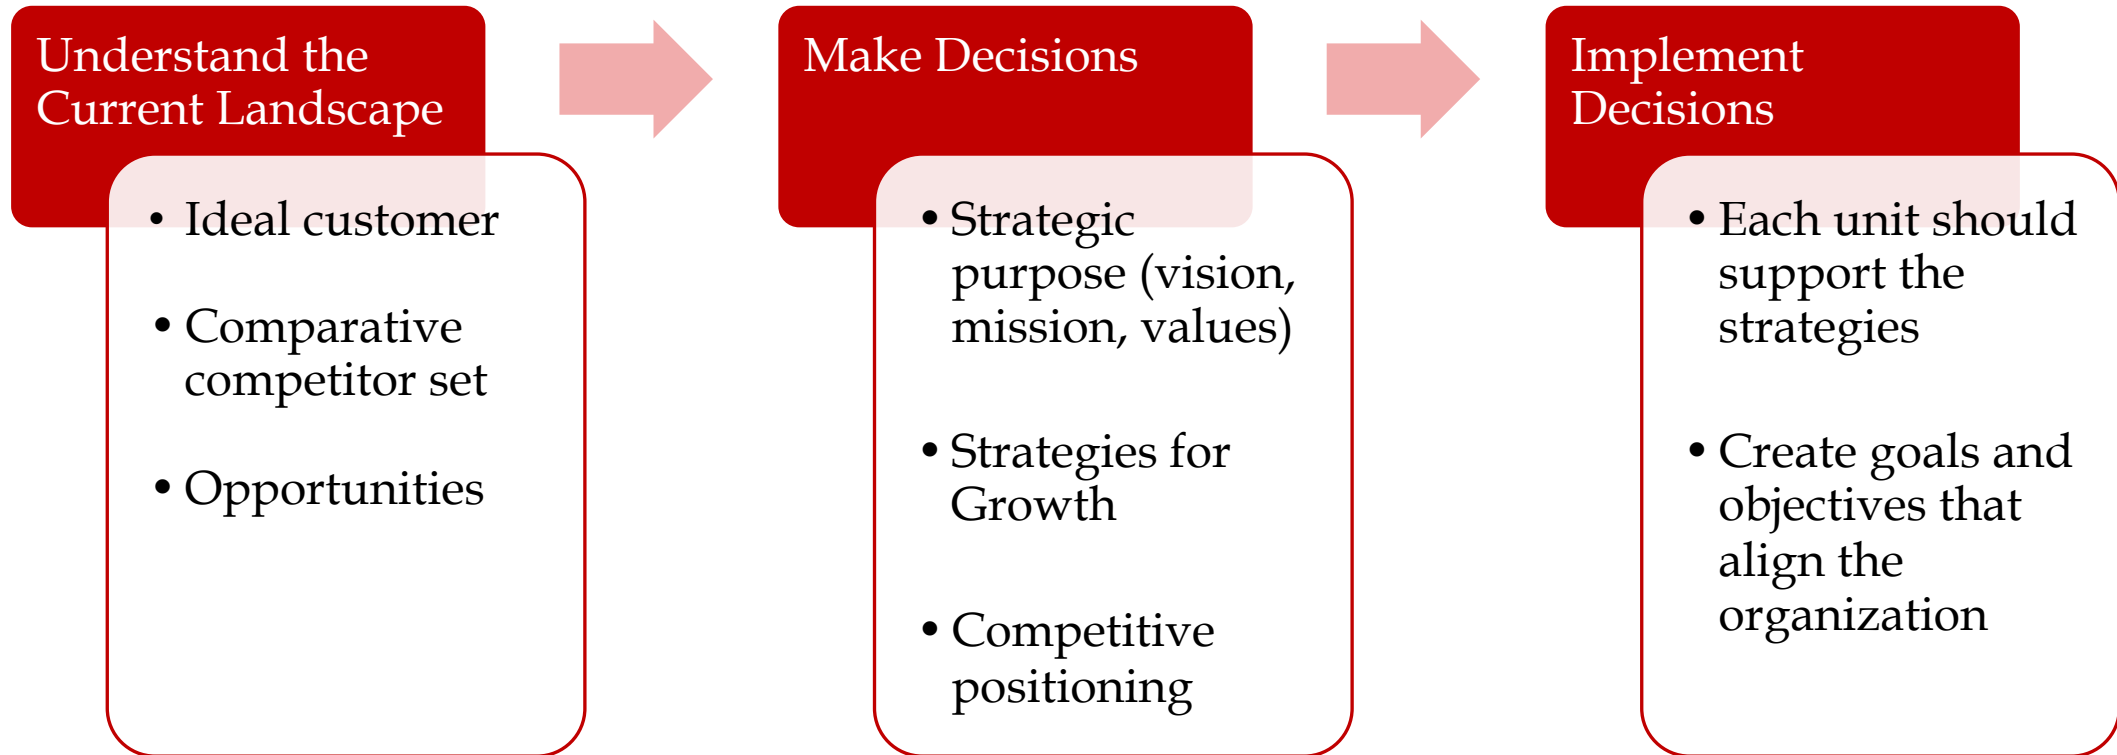 Understand the
Current Landscape
• Ideal customer
• Comparative
competitor set
• Opportunities
Make Decisions
• Strategic
purpose (vision,
mission, values)
• Strategies for
Growth
• Competitive
positioning
Implement
Decisions
• Each unit should
support the
strategies
• Create goals and
objectives that
align the
organization